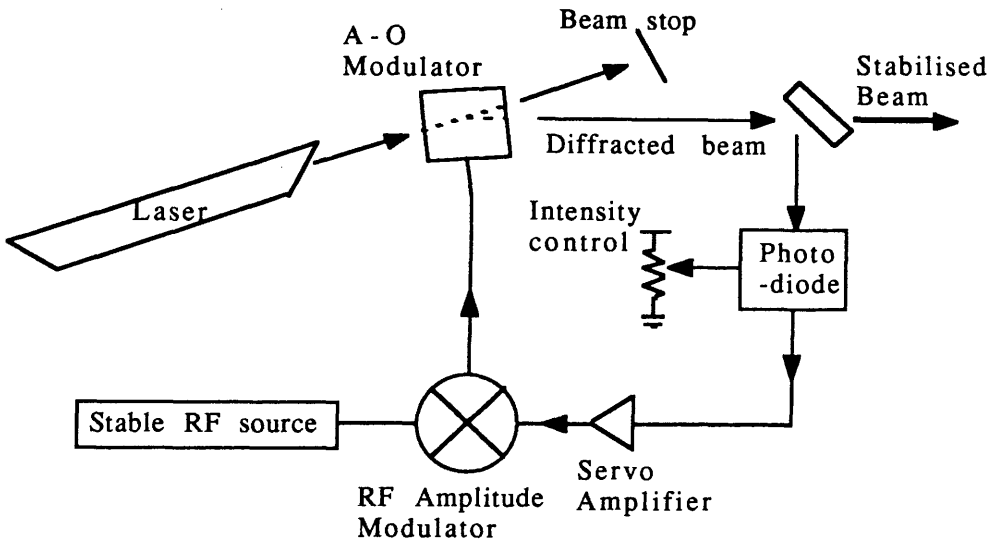 Beam stop
A-O
Modulator
Stabilised
Beam
Diffracted beam
Laser
Intensity
control
Photo
-diode
Stable RF source
Servo
Amplifier
RF Amplitude
Modulator